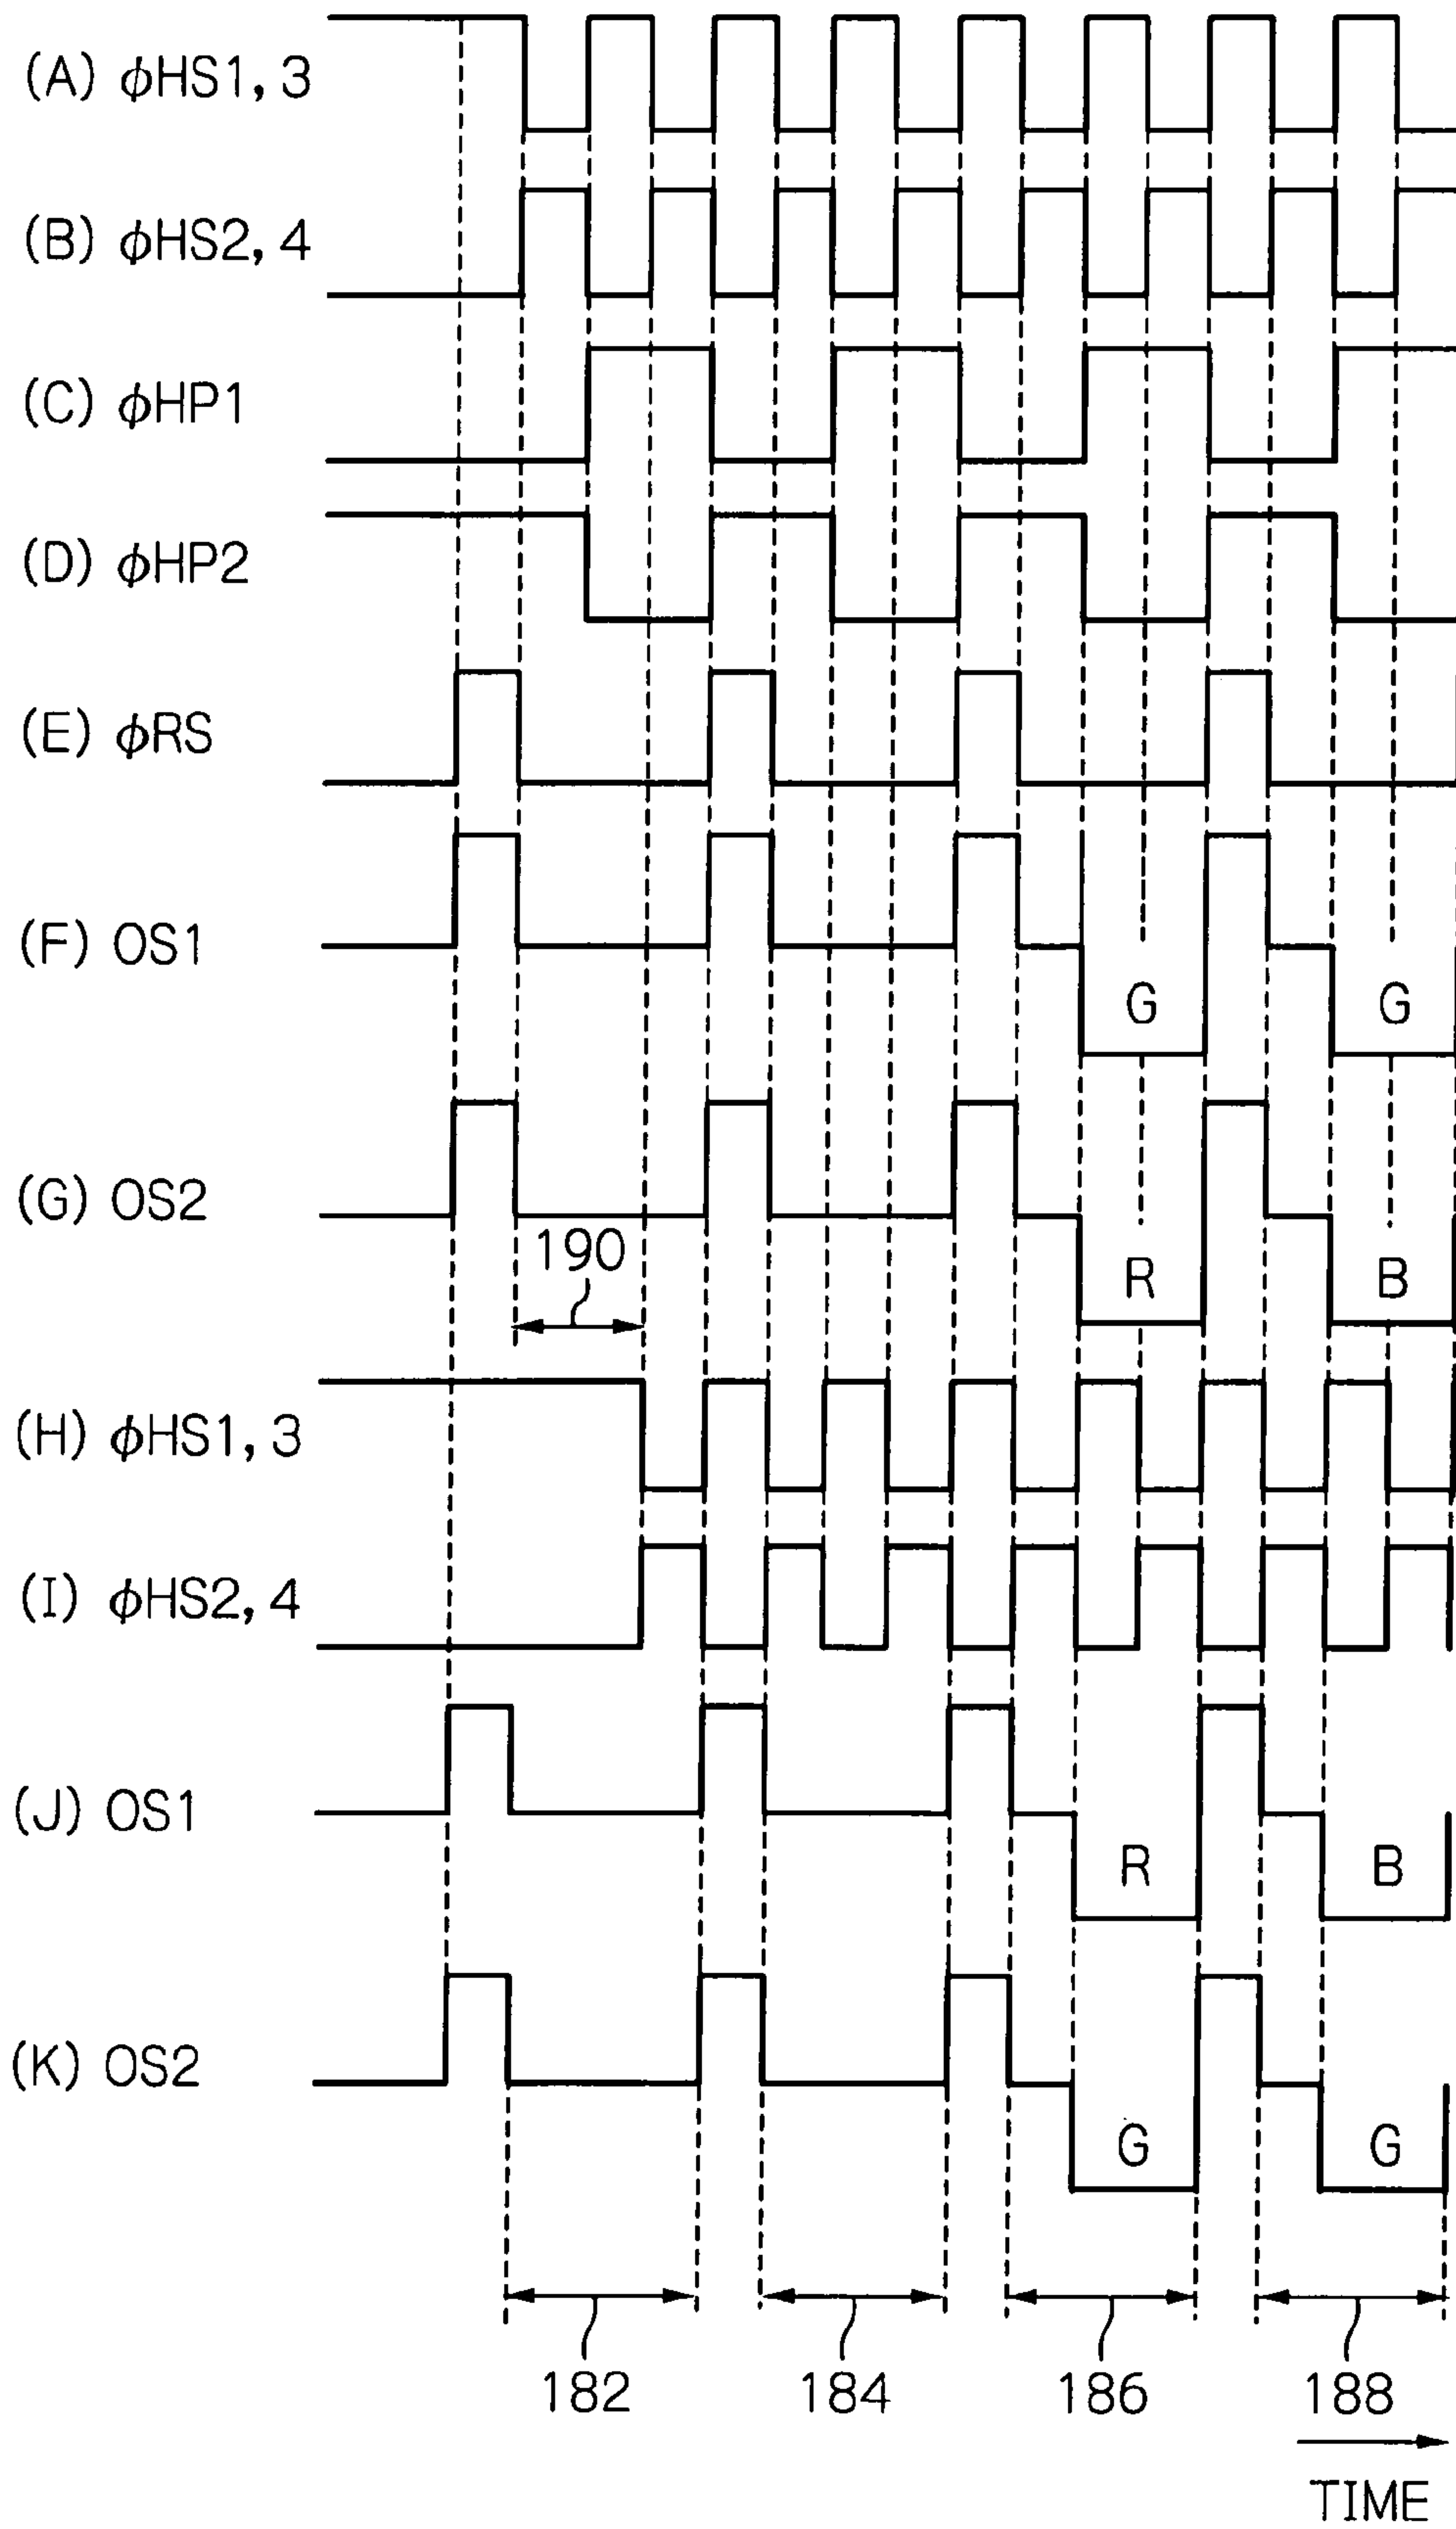 (A) ϕHS1, 3
(B) ϕHS2, 4
(C) ϕHP1
(D) ϕHP2
(E) ϕRS
(F) OS1
G G
(G) OS2
190
R B
(H) ϕHS1, 3
(I) ϕHS2, 4
(J) OS1
R B
(K) OS2
G G
182 184 186 188
TIME